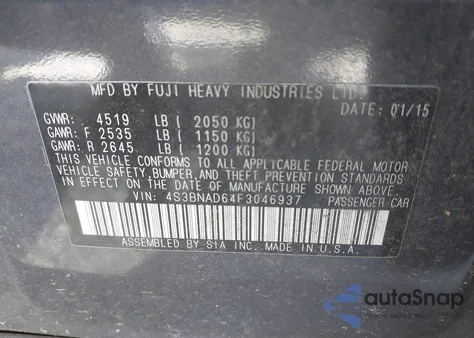 MFD BY FUJI HEAVY INDUSTRIES LTD.
DATE: 01/15
GVWR: 4519 LB ( 2050 KG)
GAWR: F 2535 LB ( 1150 KG)
GAWR: R 2645 LB ( 1200 KG)
THIS VEHICLE CONFORMS TO ALL APPLICABLE FEDERAL MOTOR
VEHICLE SAFETY, BUMPER, AND THEFT PREVENTION STANDARDS
IN EFFECT ON THE DATE OF MANUFACTURE SHOWN ABOVE.
VIN: 4S3BNAD64F3046937 PASSENGER CAR
ASSEMBLED BY SIA INC. MADE IN U.S.A.
autoSnap